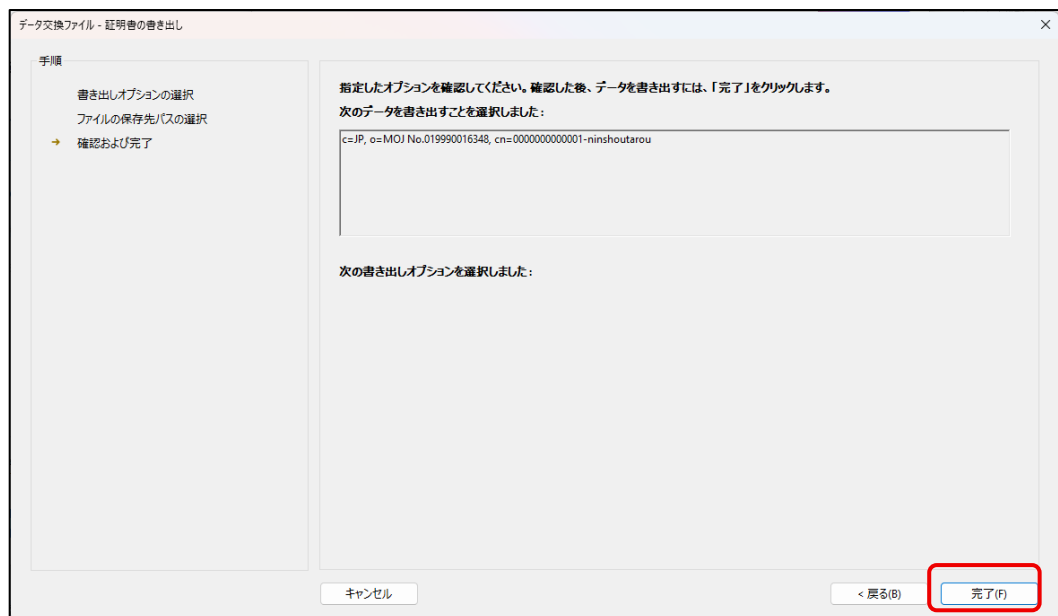 データ交換ファイル - 証明書の書き出し
手順
書き出しオプションの選択
ファイルの保存先パスの選択
→ 確認および完了
指定したオプションを確認してください。確認した後、データを書き出すには、「完了」をクリックします。
次のデータを書き出すことを選択しました:
c=JP, o=MOJ No.019990016348, cn=0000000000001-ninshoutarou
次の書き出しオプションを選択しました:
キャンセル
< 戻る(B)
完了(F)